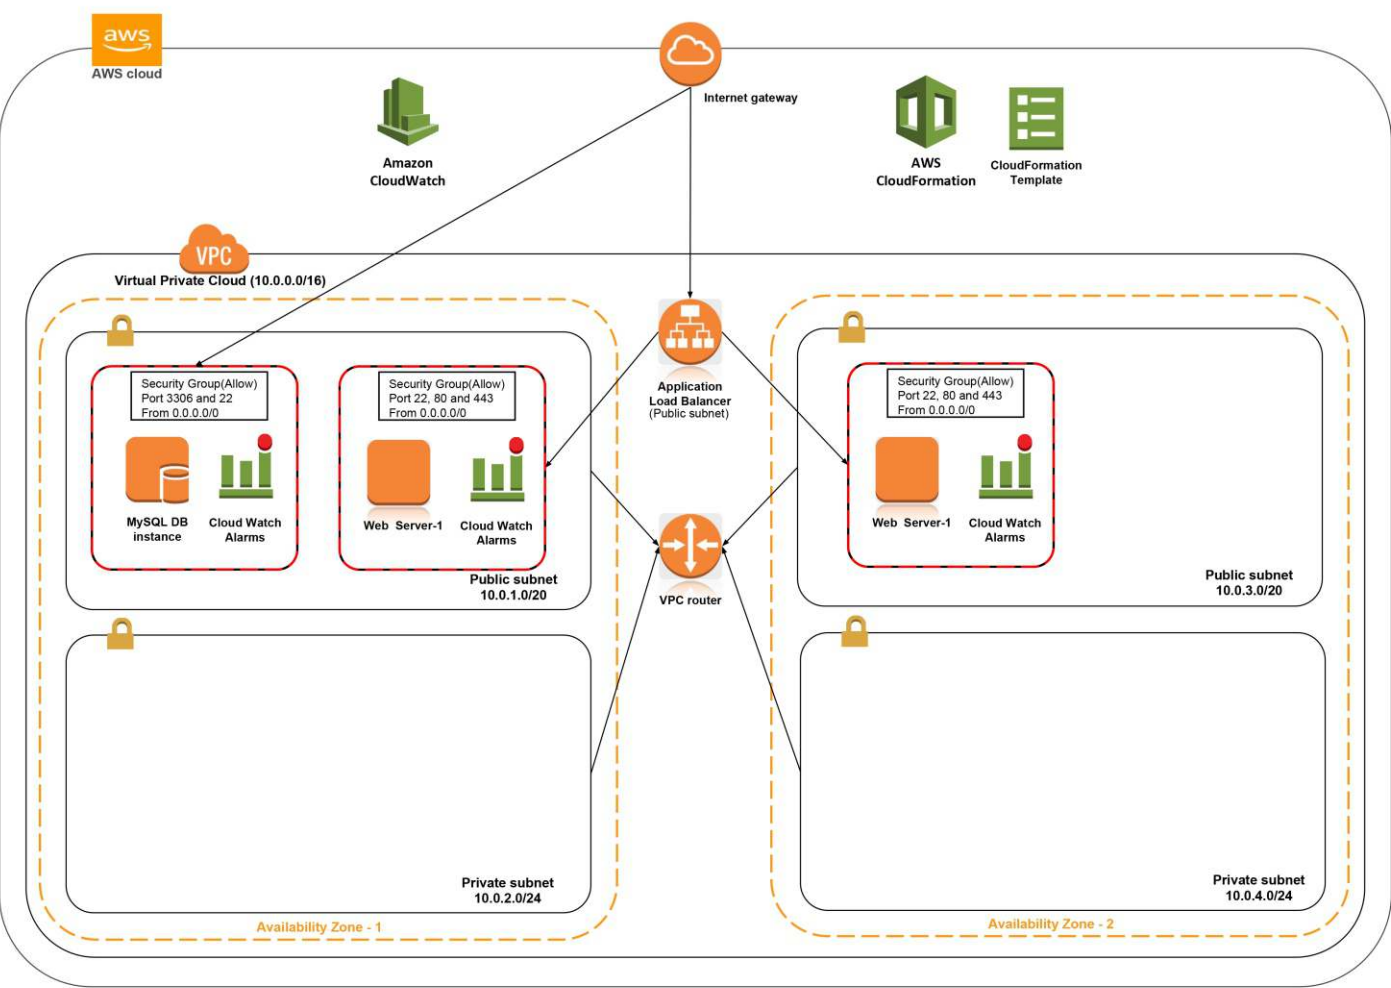 aws
AWS cloud
Internet gateway
Amazon
CloudWatch
AWS
CloudFormation
CloudFormation
Template
VPC
Virtual Private Cloud (10.0.0.0/16)
Security Group(Allow)
Port 3306 and 22
From 0.0.0.0/0
MySQL DB
instance
Cloud Watch
Alarms
Security Group(Allow)
Port 22, 80 and 443
From 0.0.0.0/0
Web Server-1
Cloud Watch
Alarms
Public subnet
10.0.1.0/20
Application
Load Balancer
(Public subnet)
VPC router
Security Group(Allow)
Port 22, 80 and 443
From 0.0.0.0/0
Web Server-1
Cloud Watch
Alarms
Public subnet
10.0.3.0/20
Private subnet
10.0.2.0/24
Availability Zone - 1
Private subnet
10.0.4.0/24
Availability Zone - 2